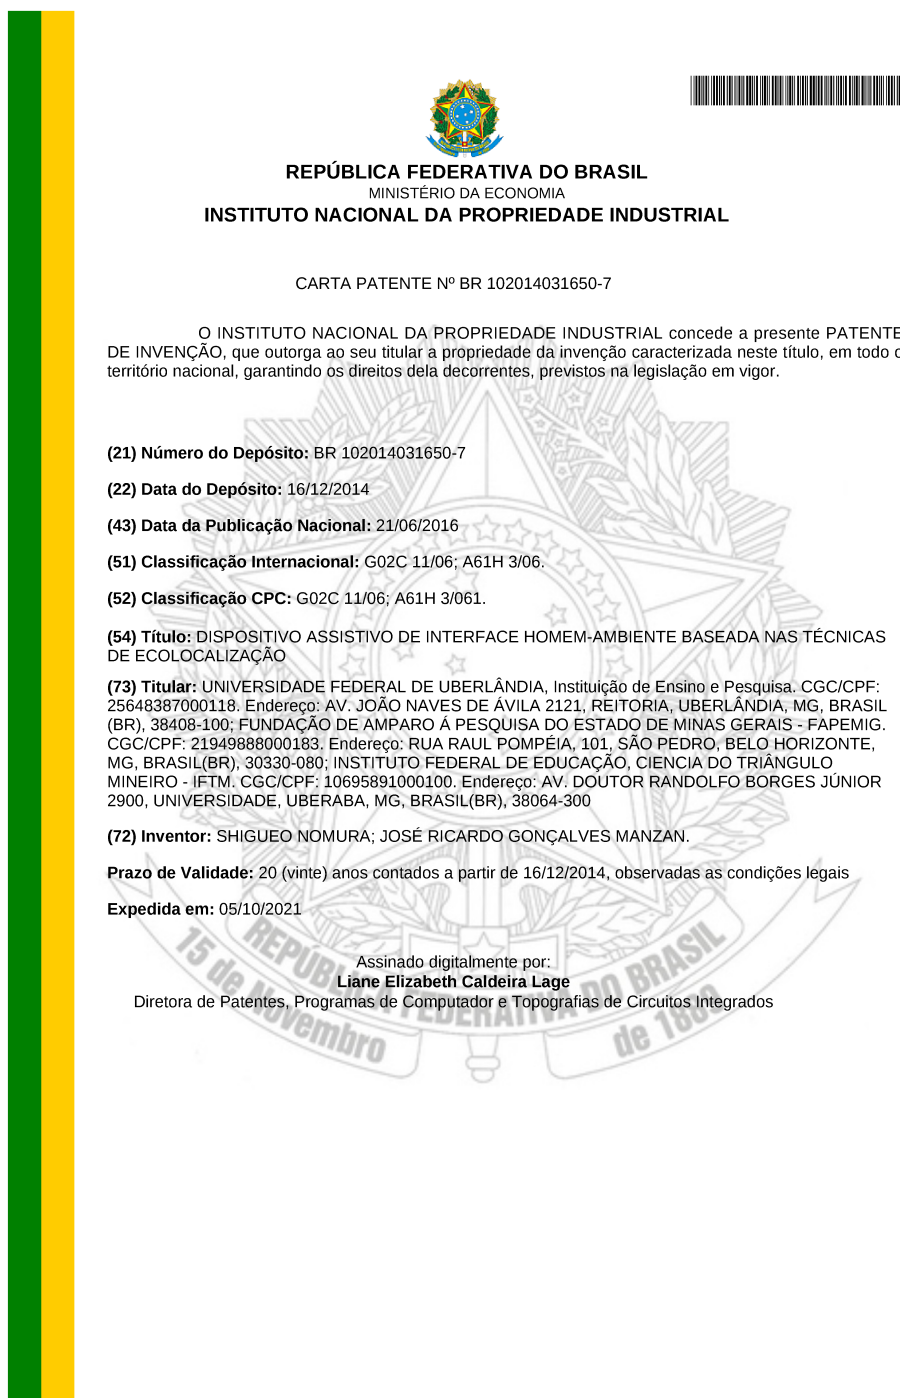 REPÚBLICA FEDERATIVA DO BRASIL
MINISTÉRIO DA ECONOMIA
INSTITUTO NACIONAL DA PROPRIEDADE INDUSTRIAL
CARTA PATENTE Nº BR 102014031650-7
O INSTITUTO NACIONAL DA PROPRIEDADE INDUSTRIAL concede a presente PATENTE
DE INVENÇÃO, que outorga ao seu titular a propriedade da invenção caracterizada neste título, em todo o
território nacional, garantindo os direitos dela decorrentes, previstos na legislação em vigor.
(21) Número do Depósito: BR 102014031650-7
(22) Data do Depósito: 16/12/2014
(43) Data da Publicação Nacional: 21/06/2016
(51) Classificação Internacional: G02C 11/06; A61H 3/06.
(52) Classificação CPC: G02C 11/06; A61H 3/061.
(54) Título: DISPOSITIVO ASSISTIVO DE INTERFACE HOMEM-AMBIENTE BASEADA NAS TÉCNICAS
DE ECOLOCALIZAÇÃO
(73) Titular: UNIVERSIDADE FEDERAL DE UBERLÂNDIA, Instituição de Ensino e Pesquisa. CGC/CPF:
25648387000118. Endereço: AV. JOÃO NAVES DE ÁVILA 2121, REITORIA, UBERLÂNDIA, MG, BRASIL
(BR), 38408-100; FUNDAÇÃO DE AMPARO Á PESQUISA DO ESTADO DE MINAS GERAIS - FAPEMIG.
CGC/CPF: 21949888000183. Endereço: RUA RAUL POMPÉIA, 101, SÃO PEDRO, BELO HORIZONTE,
MG, BRASIL(BR), 30330-080; INSTITUTO FEDERAL DE EDUCAÇÃO, CIENCIA DO TRIÂNGULO
MINEIRO - IFTM. CGC/CPF: 10695891000100. Endereço: AV. DOUTOR RANDOLFO BORGES JÚNIOR
2900, UNIVERSIDADE, UBERABA, MG, BRASIL(BR), 38064-300
(72) Inventor: SHIGUEO NOMURA; JOSÉ RICARDO GONÇALVES MANZAN.
Prazo de Validade: 20 (vinte) anos contados a partir de 16/12/2014, observadas as condições legais
Expedida em: 05/10/2021
Assinado digitalmente por:
Liane Elizabeth Caldeira Lage
Diretora de Patentes, Programas de Computador e Topografias de Circuitos Integrados
REPÚBLICA FEDERATIVA DO BRASIL
15 de Novembro
de 1889